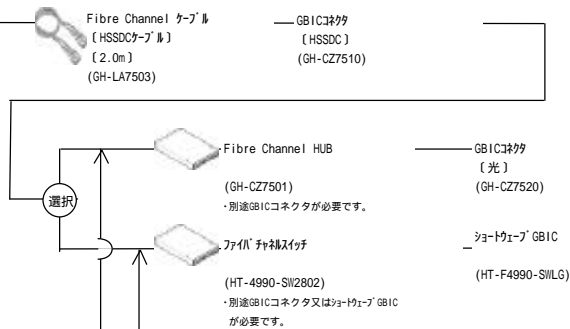 Fibre Channel ケーブル
〔HSSDCケーブル〕
〔2.0m〕
(GH-LA7503)
GBICコネクタ
〔HSSDC〕
(GH-CZ7510)
Fibre Channel HUB
(GH-CZ7501)
・別途GBICコネクタが必要です。
GBICコネクタ
〔光〕
(GH-CZ7520)
選択
ファイバチャネルスイッチ
(HT-4990-SW2802)
・別途GBICコネクタ又はショートウェーブGBIC
が必要です。
ショートウェーブGBIC
(HT-F4990-SWLG)